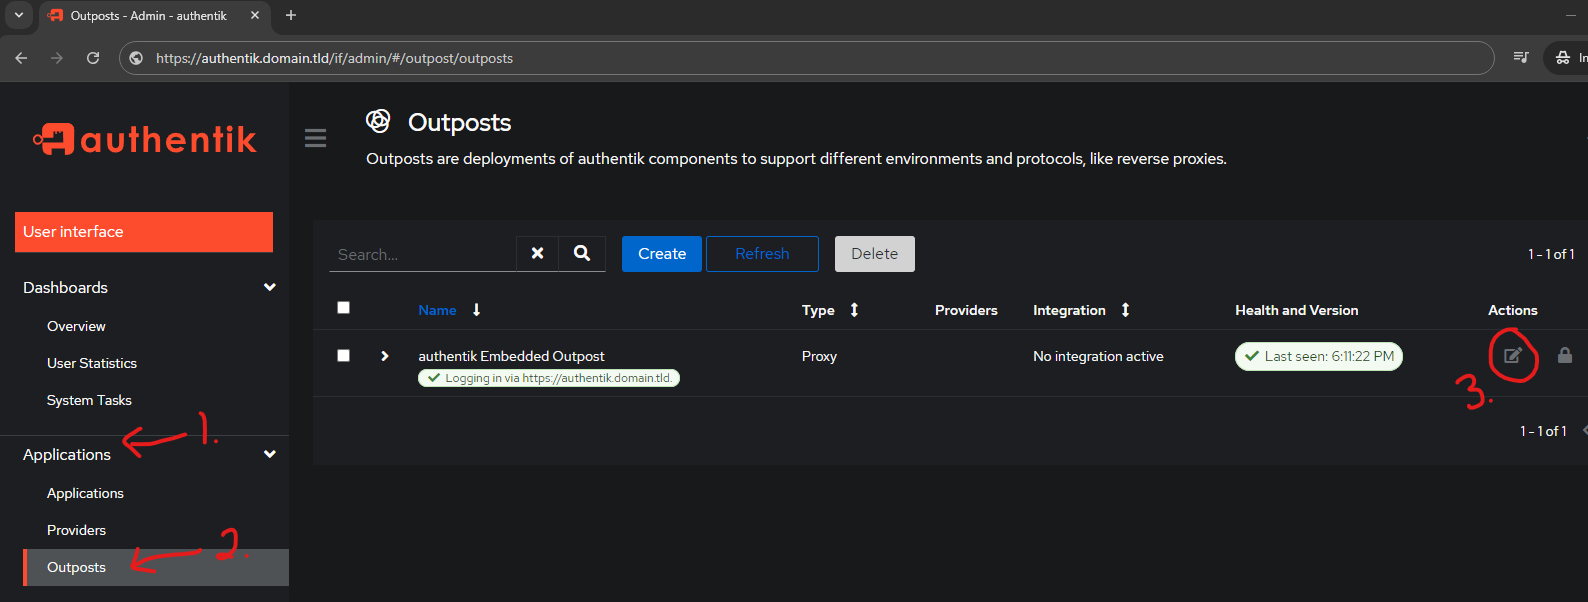 Outposts - Admin - authentik
https://authentik.domain.tld/if/admin/#/outpost/outposts
authentik
Outposts
Outposts are deployments of authentik components to support different environments and protocols, like reverse proxies.
User interface
Dashboards
Overview
User Statistics
System Tasks
1.
Applications
Applications
Providers
2.
Outposts
Search...
Create
Refresh
Delete
1 - 1 of 1
Name Type Providers Integration Health and Version Actions
authentik Embedded Outpost Proxy No integration active Last seen: 6:11:22 PM
Logging in via https://authentik.domain.tld.
3.
1 - 1 of 1